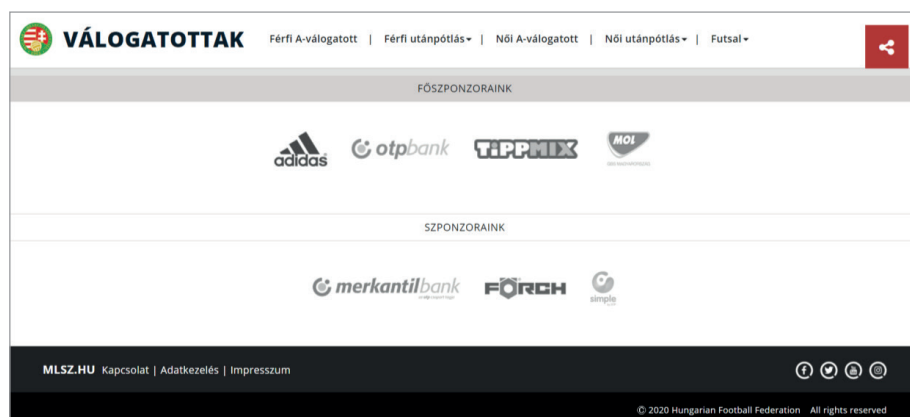 VÁLOGATOTTAK Férfi A-válogatott | Férfi utánpótlás | Női A-válogatott | Női utánpótlás | Futsal
FŐSZPONZORAINK
adidas otpbank TiPPMIX MOL
SZPONZORAINK
merkantilbank FÖRCH simple
MLSZ.HU Kapcsolat | Adatkezelés | Impresszum
© 2020 Hungarian Football Federation All rights reserved